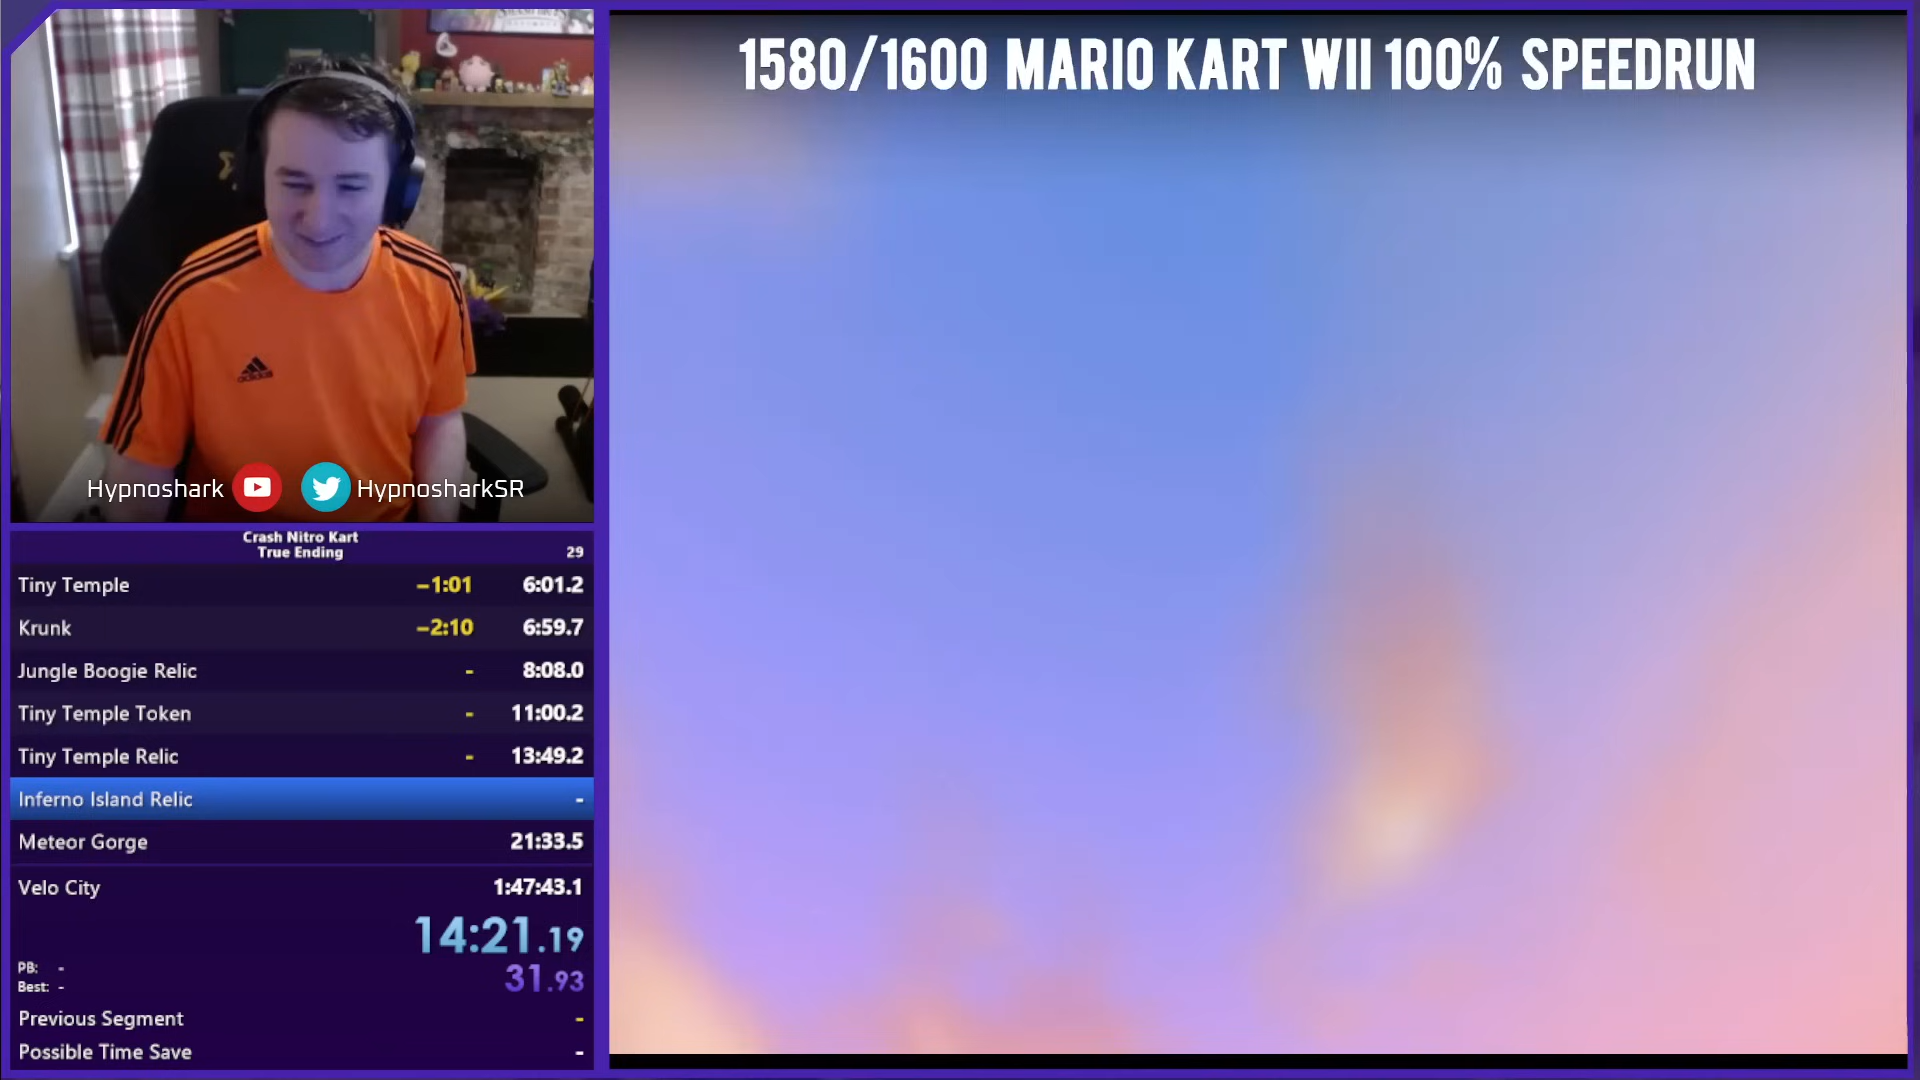 1580/1600 MARIO KART WII 100% SPEEDRUN
Hypnoshark HypnosharkSR
adidas
Crash Nitro Kart
True Ending 29
Tiny Temple −1:01 6:01.2
Krunk −2:10 6:59.7
Jungle Boogie Relic - 8:08.0
Tiny Temple Token - 11:00.2
Tiny Temple Relic - 13:49.2
Inferno Island Relic -
Meteor Gorge 21:33.5
Velo City 1:47:43.1
14:21.19
PB: -
31.93
Best: -
Previous Segment -
Possible Time Save -